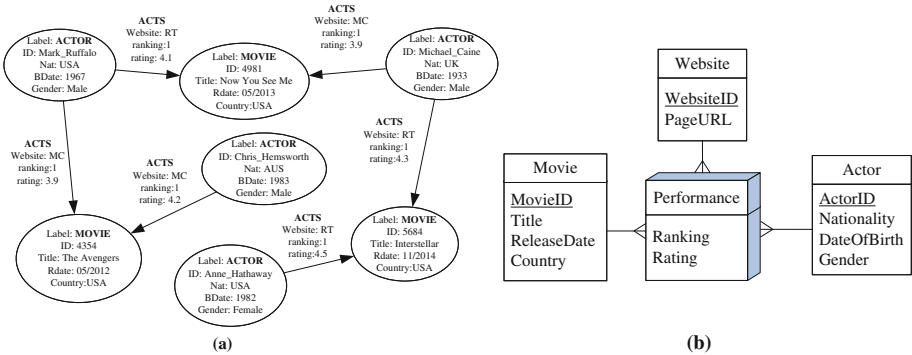 Label: ACTOR
ID: Mark_Ruffalo
Nat: USA
BDate: 1967
Gender: Male
ACTS
Website: RT
ranking:1
rating: 4.1
Label: MOVIE
ID: 4981
Title: Now You See Me
Rdate: 05/2013
Country:USA
ACTS
Website: MC
ranking:1
rating: 3.9
Label: ACTOR
ID: Michael_Caine
Nat: UK
BDate: 1933
Gender: Male
ACTS
Website: MC
ranking:1
rating: 3.9
ACTS
Website: MC
ranking:1
rating: 4.2
Label: ACTOR
ID: Chris_Hemsworth
Nat: AUS
BDate: 1983
Gender: Male
ACTS
Website: RT
ranking:1
rating:4.3
Label: MOVIE
ID: 4354
Title: The Avengers
Rdate: 05/2012
Country:USA
Label: ACTOR
ID: Anne_Hathaway
Nat: USA
BDate: 1982
Gender: Female
ACTS
Website: RT
ranking:1
rating:4.5
Label: MOVIE
ID: 5684
Title: Interstellar
Rdate: 11/2014
Country:USA
(a)
Website
WebsiteID
PageURL
Movie
MovieID
Title
ReleaseDate
Country
Performance
Ranking
Rating
Actor
ActorID
Nationality
DateOfBirth
Gender
(b)